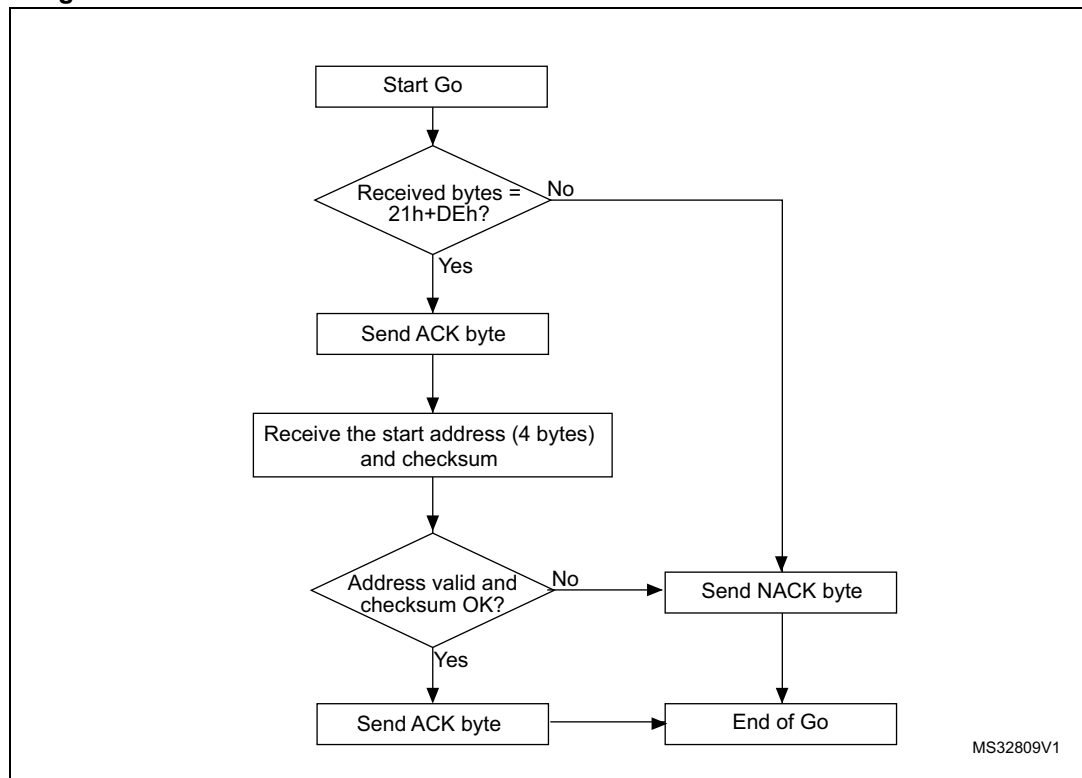 Start Go
Received bytes =
21h+DEh?
No
Yes
Send ACK byte
Receive the start address (4 bytes)
and checksum
Address valid and
checksum OK?
No
Send NACK byte
Yes
Send ACK byte
End of Go
MS32809V1